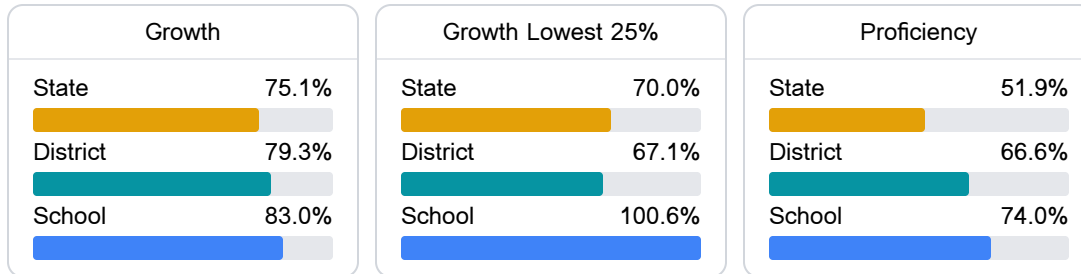 Growth
State 75.1%
District 79.3%
School 83.0%
Growth Lowest 25%
State 70.0%
District 67.1%
School 100.6%
Proficiency
State 51.9%
District 66.6%
School 74.0%